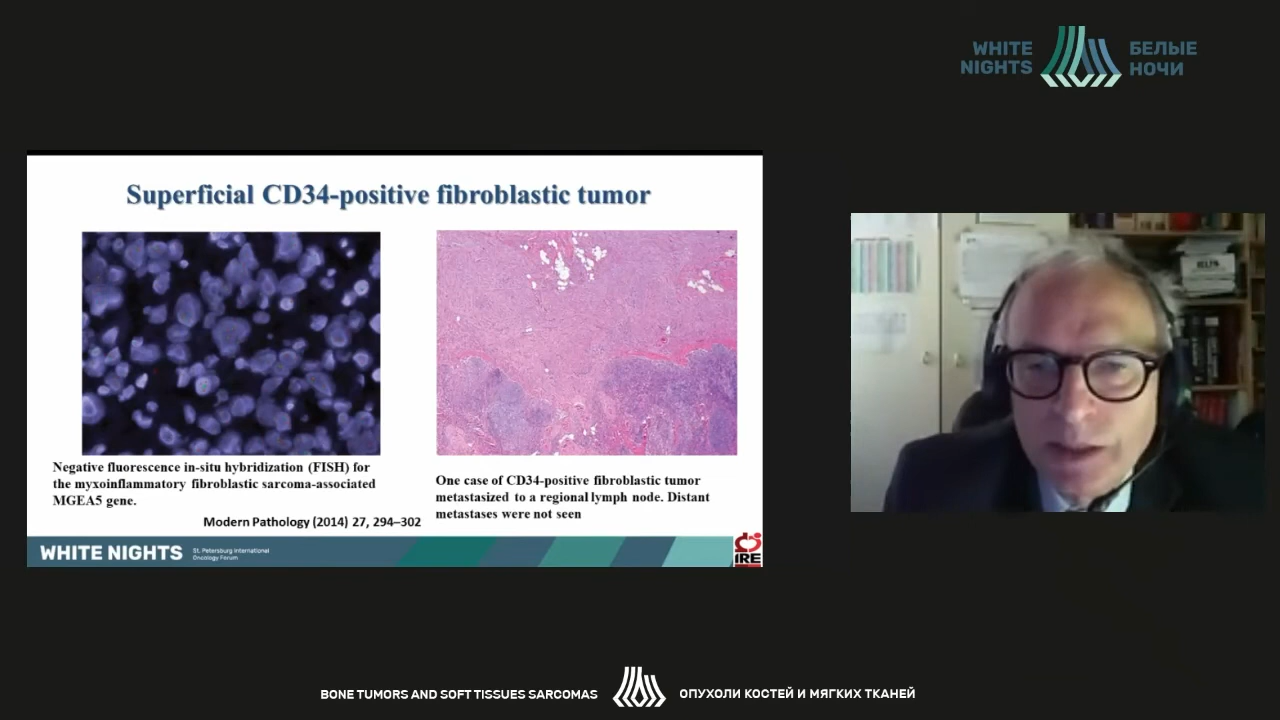 WHITE
NIGHTS
БЕЛЫЕ
НОЧИ
Superficial CD34-positive fibroblastic tumor
Negative fluorescence in-situ hybridization (FISH) for
the myxoinflammatory fibroblastic sarcoma-associated
MGEA5 gene.
One case of CD34-positive fibroblastic tumor
metastasized to a regional lymph node. Distant
metastases were not seen
Modern Pathology (2014) 27, 294–302
WHITE NIGHTS
St. Petersburg International
Oncology Forum
IRE
BONE TUMORS AND SOFT TISSUES SARCOMAS
ОПУХОЛИ КОСТЕЙ И МЯГКИХ ТКАНЕЙ